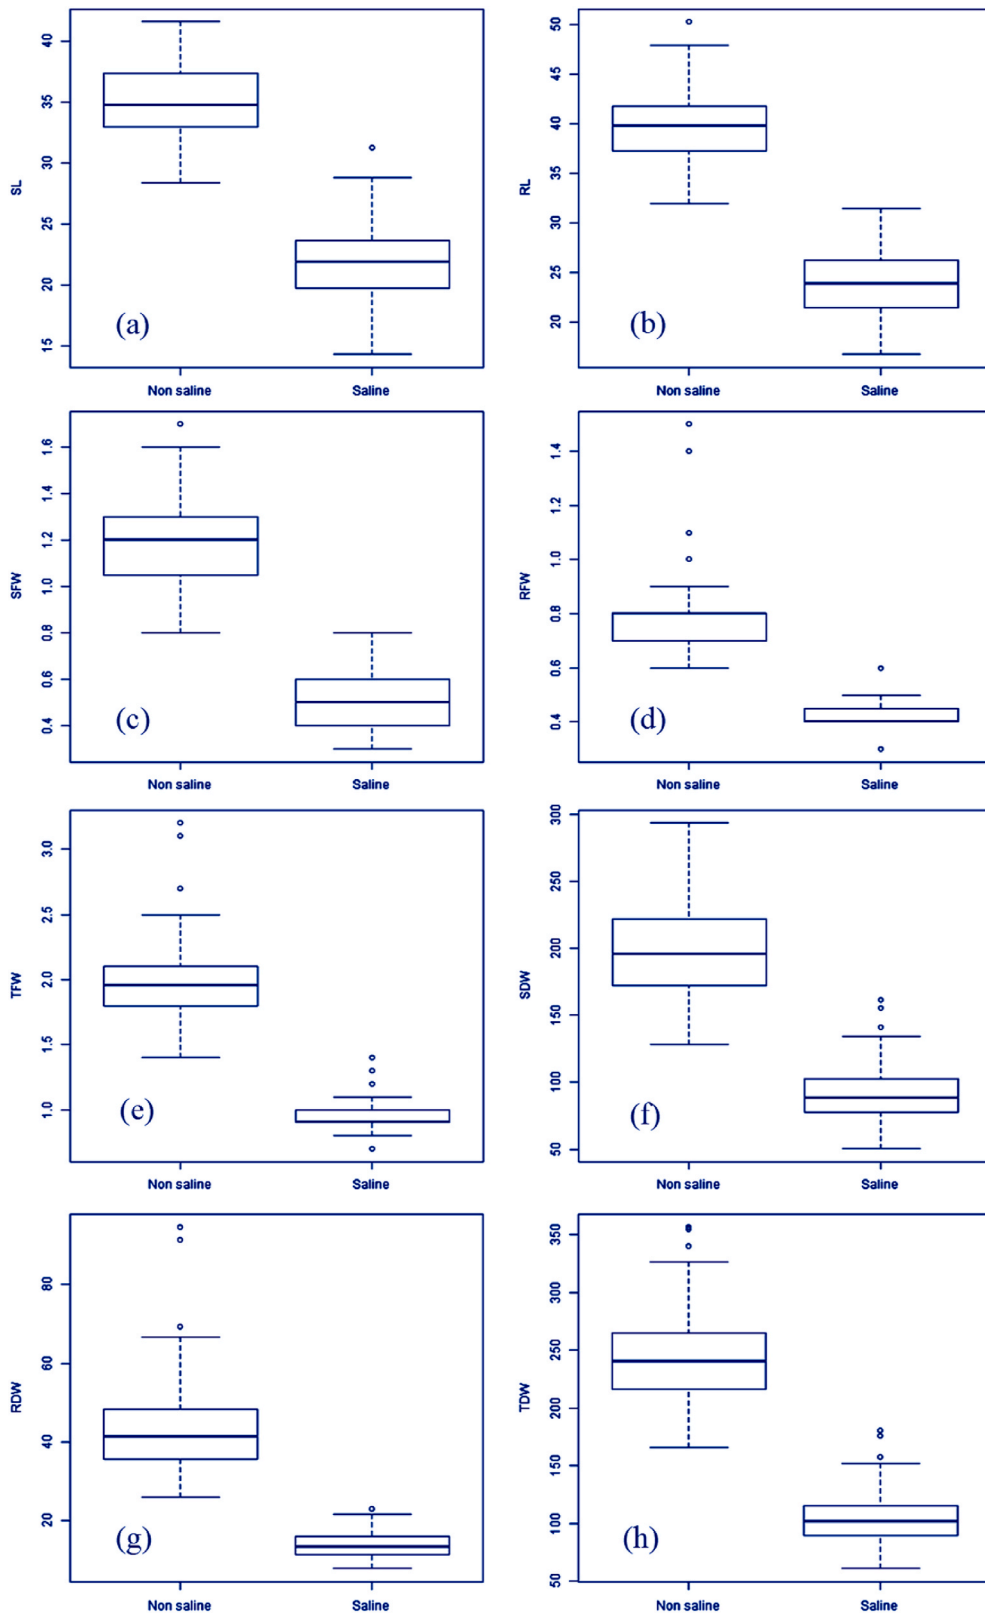 SL
40
35
30
25
20
15
(a)
Non saline
Saline
RL
50
45
40
35
30
25
20
(b)
Non saline
Saline
SFW
1.6
1.4
1.2
1.0
0.8
0.6
0.4
(c)
Non saline
Saline
RFW
1.4
1.2
1.0
0.8
0.6
0.4
(d)
Non saline
Saline
TFW
3.0
2.5
2.0
1.5
1.0
(e)
Non saline
Saline
SDW
300
250
200
150
100
50
(f)
Non saline
Saline
RDW
80
60
40
20
(g)
Non saline
Saline
TDW
350
300
250
200
150
100
50
(h)
Non saline
Saline